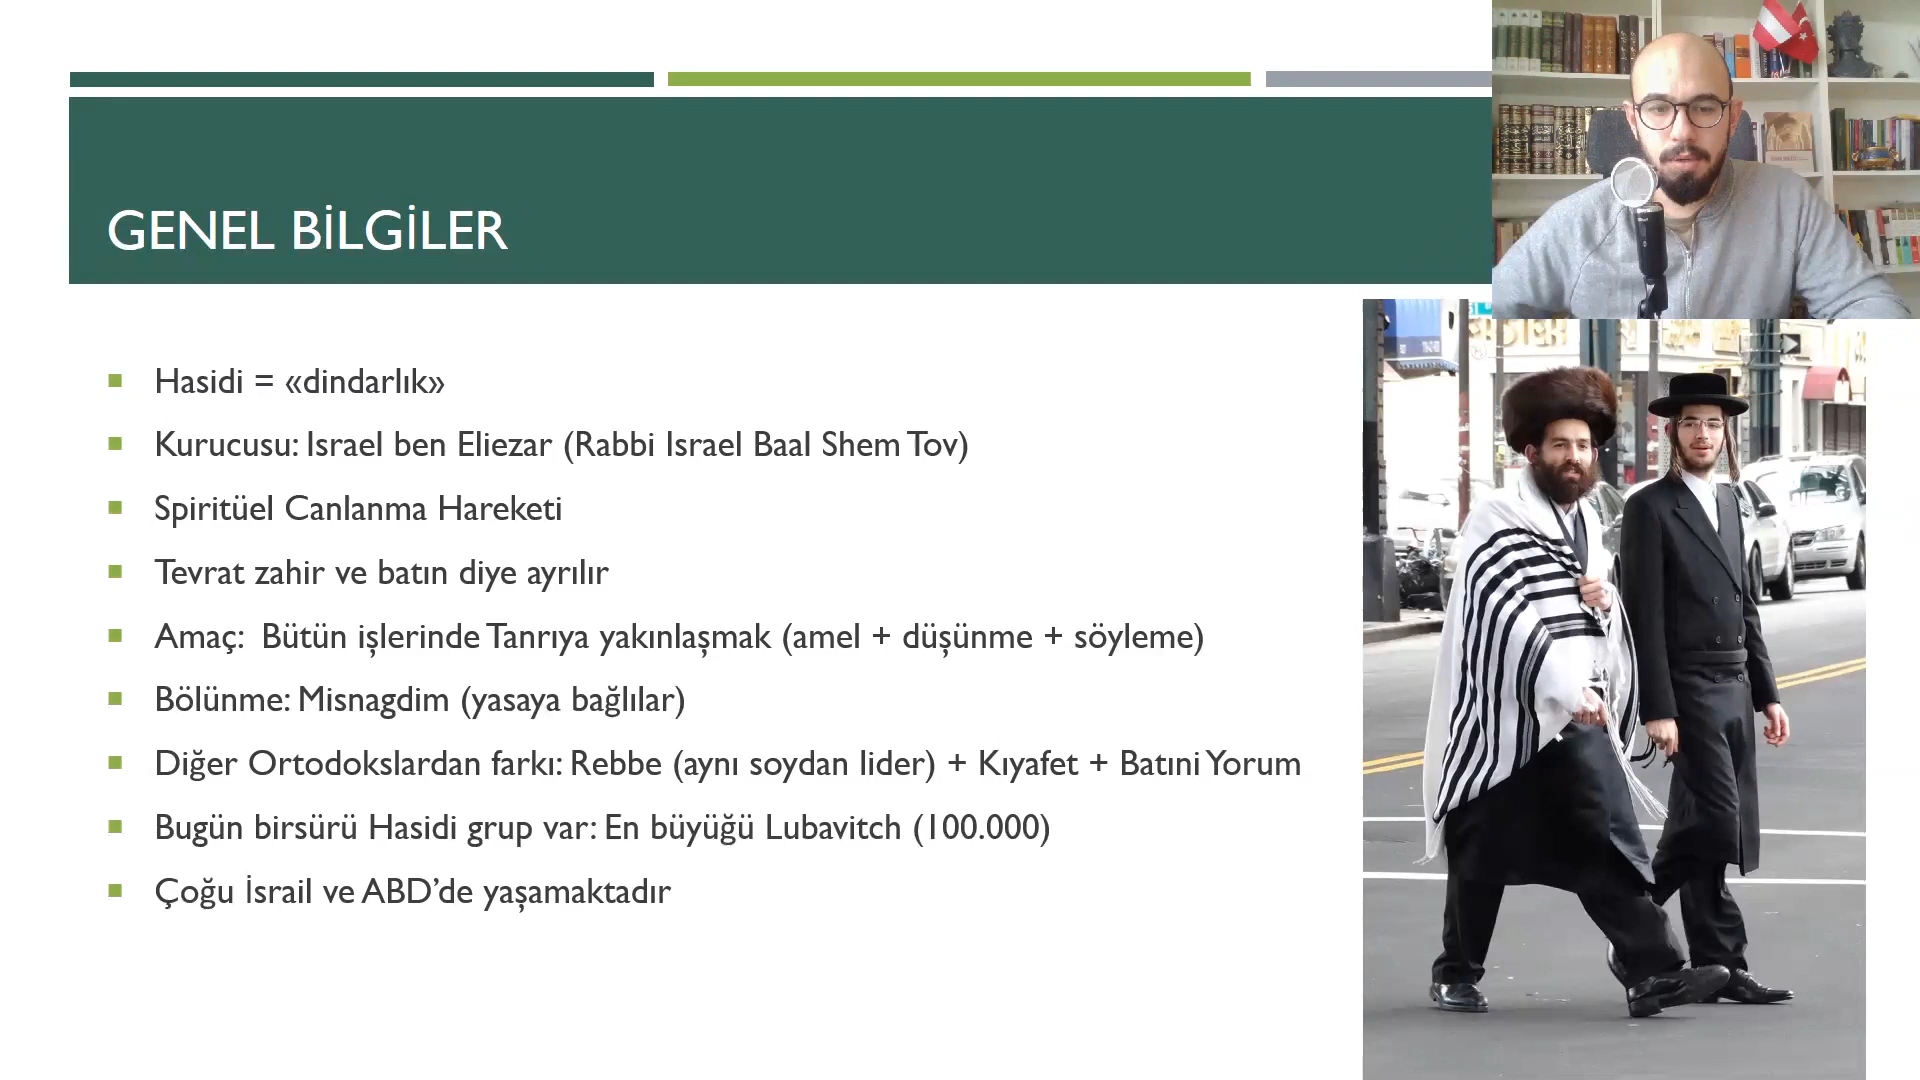 GENEL BİLGİLER
Hasidi = «dindarlık»
Kurucusu: Israel ben Eliezar (Rabbi Israel Baal Shem Tov)
Spiritüel Canlanma Hareketi
Tevrat zahir ve batın diye ayrılır
Amaç: Bütün işlerinde Tanrıya yakınlaşmak (amel + düşünme + söyleme)
Bölünme: Misnagdim (yasaya bağlılar)
Diğer Ortodokslardan farkı: Rebbe (aynı soydan lider) + Kıyafet + Batıni Yorum
Bugün birsürü Hasidi grup var: En büyüğü Lubavitch (100.000)
Çoğu İsrail ve ABD’de yaşamaktadır